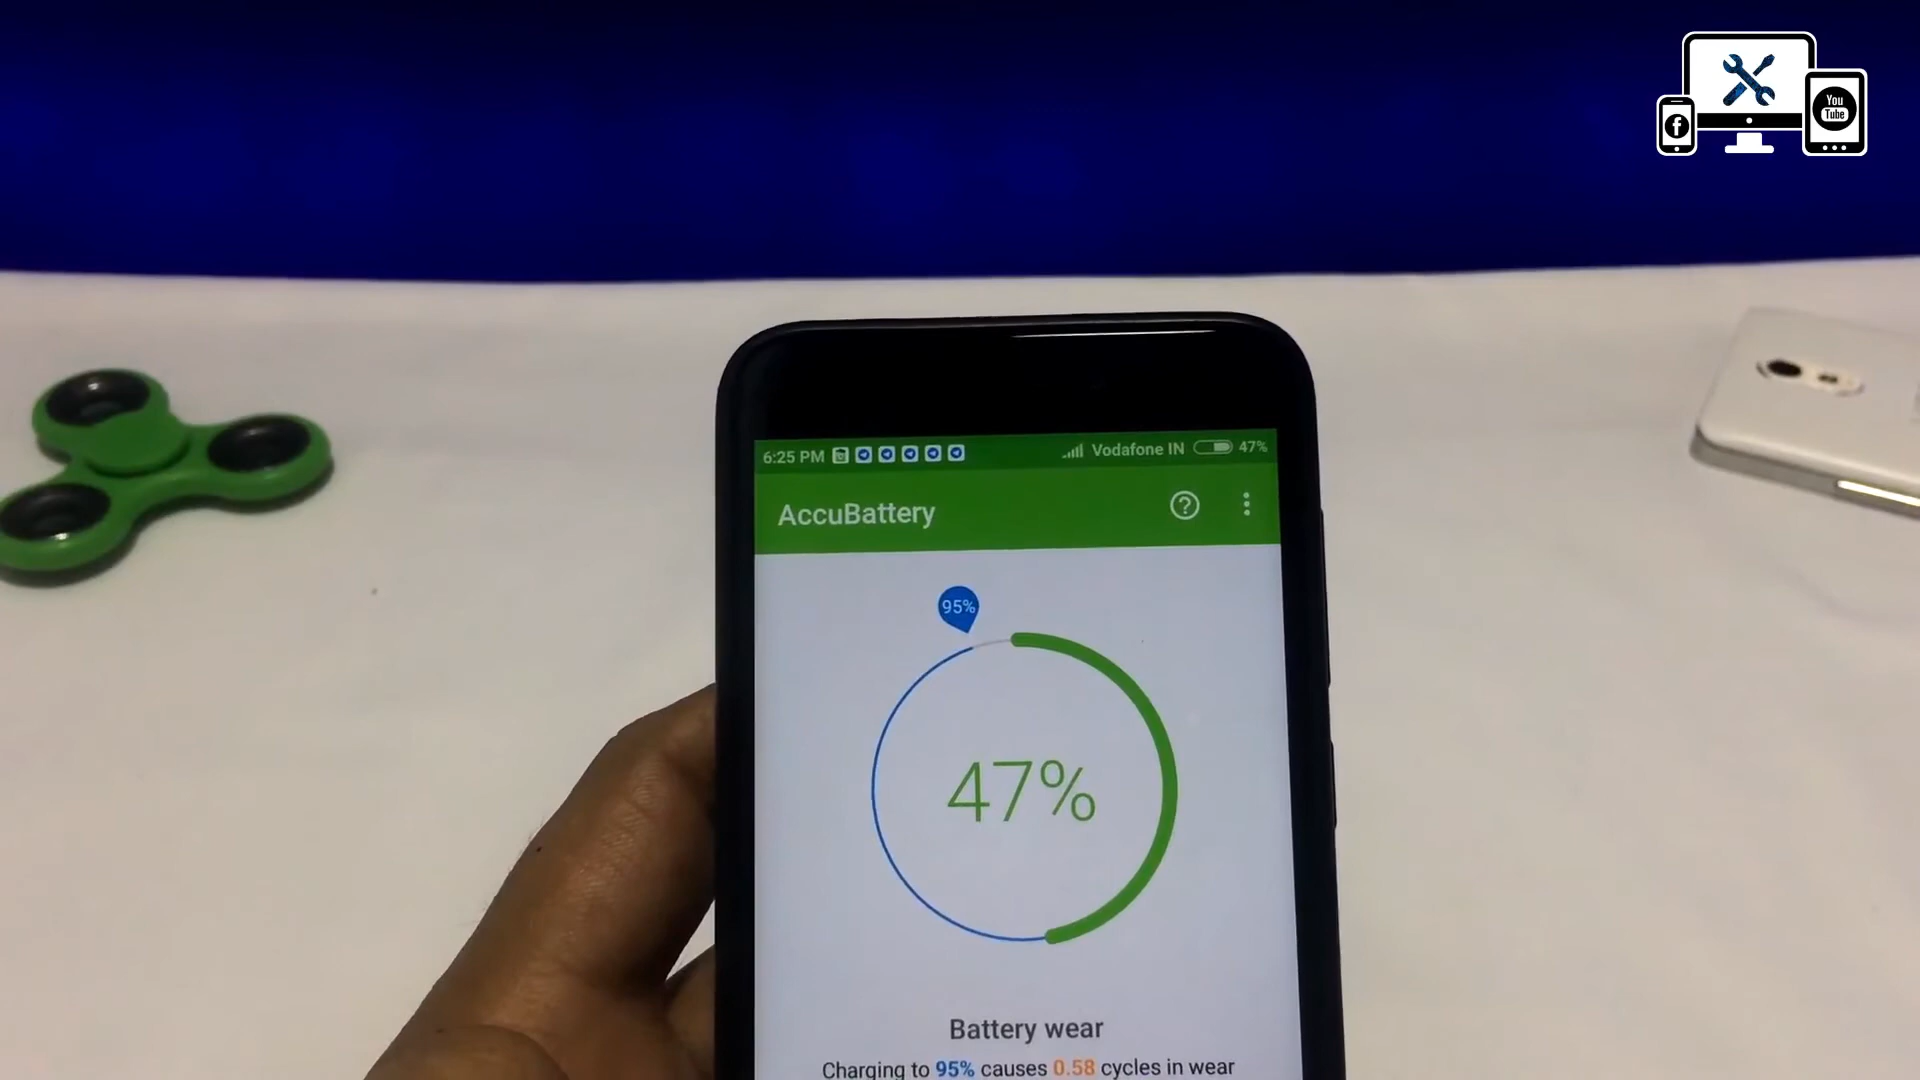 You
Tube
f
6:25 PM Vodafone IN 47%
AccuBattery ?
95%
47%
Battery wear
Charging to 95% causes 0.58 cycles in wear